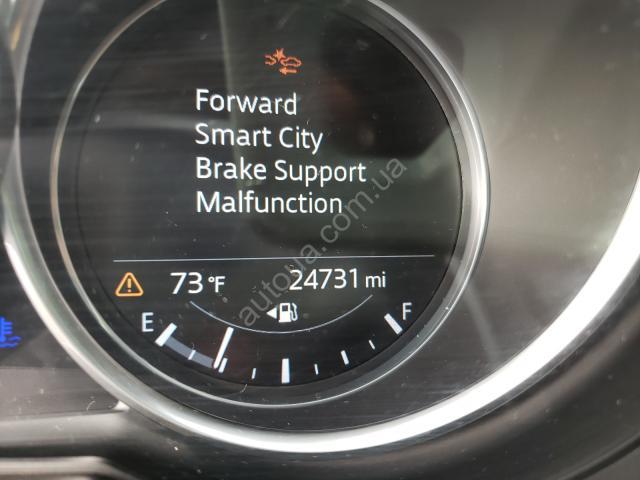 Forward
Smart City
Brake Support
Malfunction
73°F 24731 mi
E F
autoua.com.ua